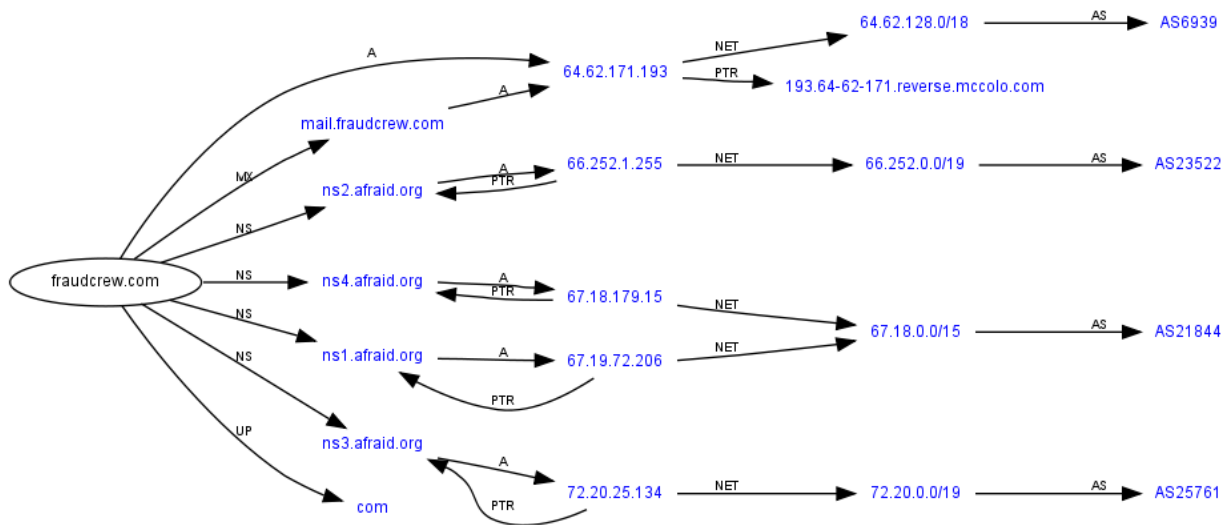 64.62.128.0/18
AS
AS6939
A
NET
64.62.171.193
PTR
193.64-62-171.reverse.mccolo.com
A
mail.fraudcrew.com
MX
66.252.1.255
NET
66.252.0.0/19
AS
AS23522
A
PTR
ns2.afraid.org
NS
fraudcrew.com
NS
ns4.afraid.org
A
PTR
67.18.179.15
NET
NS
67.18.0.0/15
AS
AS21844
ns1.afraid.org
A
67.19.72.206
NET
NS
PTR
UP
ns3.afraid.org
A
com
PTR
72.20.25.134
NET
72.20.0.0/19
AS
AS25761